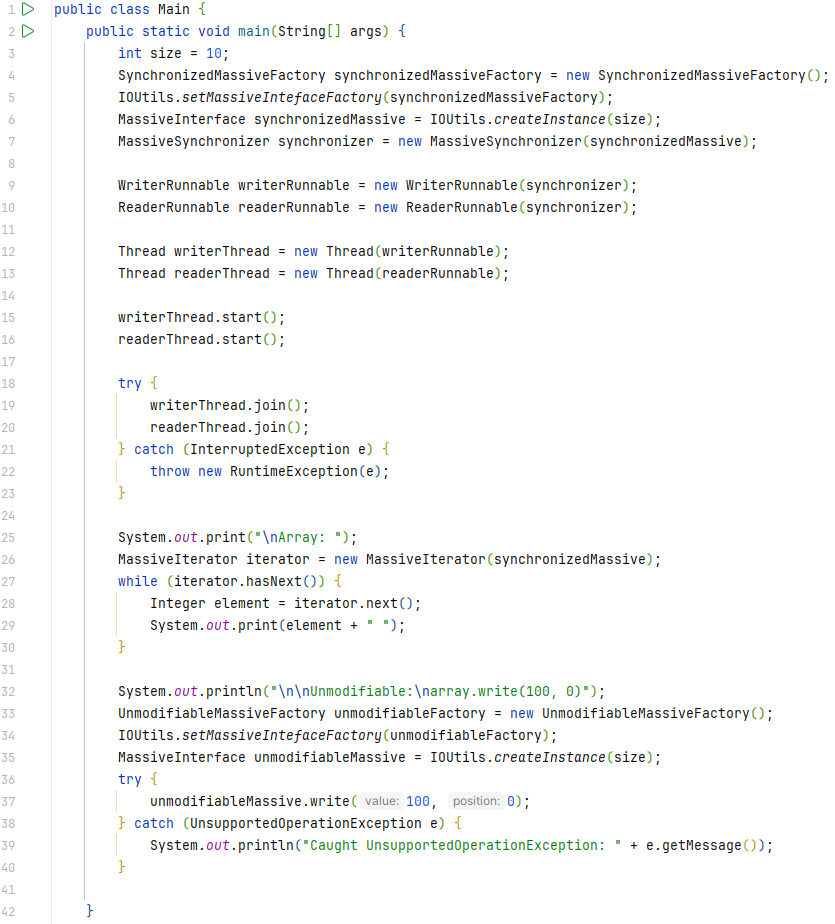 1 public class Main {
2 public static void main(String[] args) {
3 int size = 10;
4 SynchronizedMassiveFactory synchronizedMassiveFactory = new SynchronizedMassiveFactory();
5 IOUtils.setMassiveIntefaceFactory(synchronizedMassiveFactory);
6 MassiveInterface synchronizedMassive = IOUtils.createInstance(size);
7 MassiveSynchronizer synchronizer = new MassiveSynchronizer(synchronizedMassive);
8
9 WriterRunnable writerRunnable = new WriterRunnable(synchronizer);
10 ReaderRunnable readerRunnable = new ReaderRunnable(synchronizer);
11
12 Thread writerThread = new Thread(writerRunnable);
13 Thread readerThread = new Thread(readerRunnable);
14
15 writerThread.start();
16 readerThread.start();
17
18 try {
19 writerThread.join();
20 readerThread.join();
21 } catch (InterruptedException e) {
22 throw new RuntimeException(e);
23 }
24
25 System.out.print("\nArray: ");
26 MassiveIterator iterator = new MassiveIterator(synchronizedMassive);
27 while (iterator.hasNext()) {
28 Integer element = iterator.next();
29 System.out.print(element + " ");
30 }
31
32 System.out.println("\n\nUnmodifiable:\narray.write(100, 0)");
33 UnmodifiableMassiveFactory unmodifiableFactory = new UnmodifiableMassiveFactory();
34 IOUtils.setMassiveIntefaceFactory(unmodifiableFactory);
35 MassiveInterface unmodifiableMassive = IOUtils.createInstance(size);
36 try {
37 unmodifiableMassive.write( value: 100, position: 0);
38 } catch (UnsupportedOperationException e) {
39 System.out.println("Caught UnsupportedOperationException: " + e.getMessage());
40 }
41
42 }